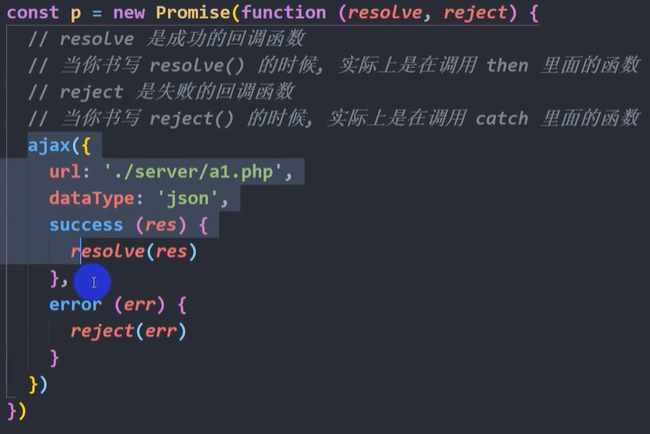 const p = new Promise(function (resolve, reject) {
// resolve 是成功的回调函数
// 当你书写 resolve() 的时候, 实际上是在调用 then 里面的函数
// reject 是失败的回调函数
// 当你书写 reject() 的时候, 实际上是在调用 catch 里面的函数
ajax({
url: './server/a1.php',
dataType: 'json',
success (res) {
resolve(res)
},
error (err) {
reject(err)
}
})
})